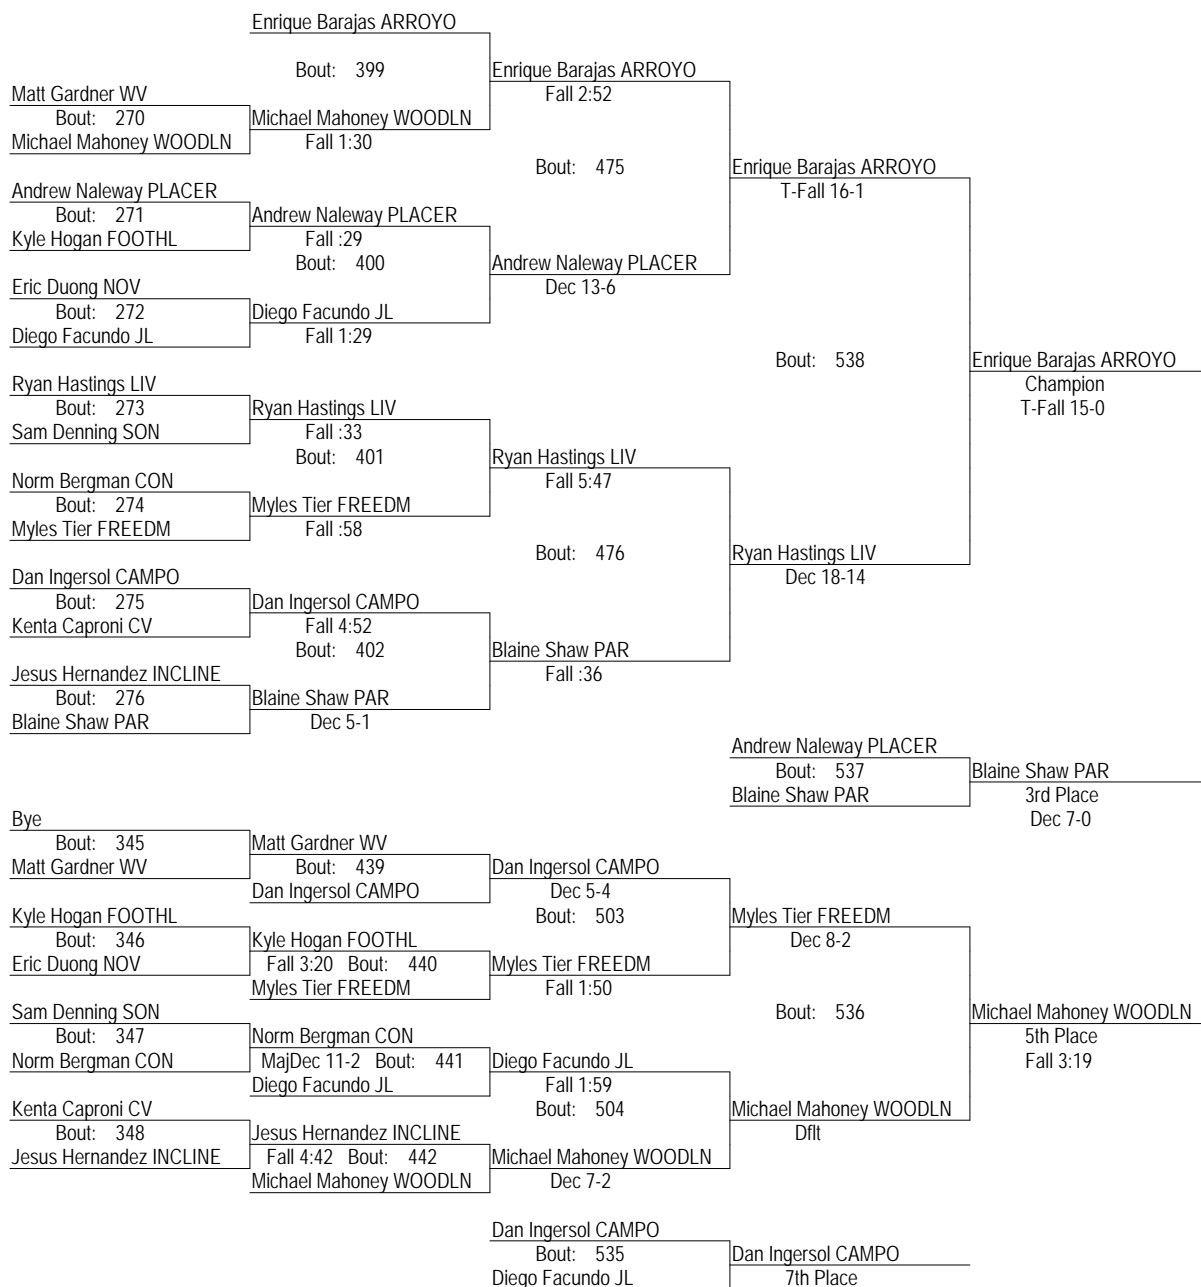 Enrique Barajas ARROYO
Bout: 399
Enrique Barajas ARROYO
Fall 2:52
Matt Gardner WV
Bout: 270
Michael Mahoney WOODLN
Michael Mahoney WOODLN
Fall 1:30
Bout: 475
Enrique Barajas ARROYO
T-Fall 16-1
Andrew Naleway PLACER
Bout: 271
Kyle Hogan FOOTHL
Andrew Naleway PLACER
Fall :29
Bout: 400
Andrew Naleway PLACER
Dec 13-6
Eric Duong NOV
Bout: 272
Diego Facundo JL
Diego Facundo JL
Fall 1:29
Bout: 538
Enrique Barajas ARROYO
Champion
T-Fall 15-0
Ryan Hastings LIV
Bout: 273
Sam Denning SON
Ryan Hastings LIV
Fall :33
Bout: 401
Ryan Hastings LIV
Fall 5:47
Norm Bergman CON
Bout: 274
Myles Tier FREEDM
Myles Tier FREEDM
Fall :58
Bout: 476
Ryan Hastings LIV
Dec 18-14
Dan Ingersol CAMPO
Bout: 275
Kenta Caproni CV
Dan Ingersol CAMPO
Fall 4:52
Bout: 402
Blaine Shaw PAR
Fall :36
Jesus Hernandez INCLINE
Bout: 276
Blaine Shaw PAR
Blaine Shaw PAR
Dec 5-1
Andrew Naleway PLACER
Bout: 537
Blaine Shaw PAR
Blaine Shaw PAR
3rd Place
Dec 7-0
Bye
Bout: 345
Matt Gardner WV
Matt Gardner WV
Bout: 439
Dan Ingersol CAMPO
Dan Ingersol CAMPO
Dec 5-4
Bout: 503
Myles Tier FREEDM
Dec 8-2
Kyle Hogan FOOTHL
Bout: 346
Eric Duong NOV
Kyle Hogan FOOTHL
Fall 3:20 Bout: 440
Myles Tier FREEDM
Myles Tier FREEDM
Fall 1:50
Bout: 536
Michael Mahoney WOODLN
5th Place
Fall 3:19
Sam Denning SON
Bout: 347
Norm Bergman CON
Norm Bergman CON
MajDec 11-2 Bout: 441
Diego Facundo JL
Diego Facundo JL
Fall 1:59
Bout: 504
Michael Mahoney WOODLN
Dflt
Kenta Caproni CV
Bout: 348
Jesus Hernandez INCLINE
Jesus Hernandez INCLINE
Fall 4:42 Bout: 442
Michael Mahoney WOODLN
Michael Mahoney WOODLN
Dec 7-2
Dan Ingersol CAMPO
Bout: 535
Diego Facundo JL
Dan Ingersol CAMPO
7th Place